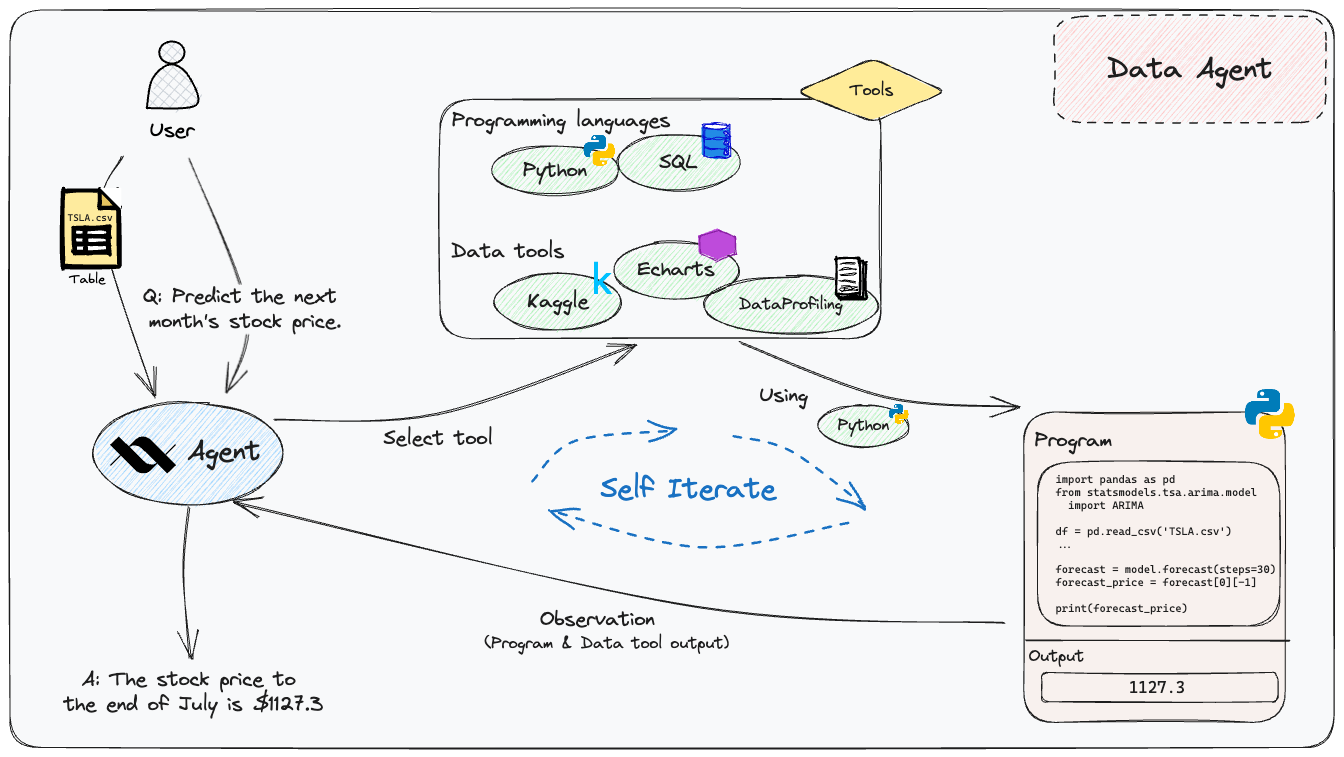 Data Agent
Tools
User
Programming languages
Python
SQL
TSLA.csv
Table
Data tools
Echarts
Kaggle
k
DataProfiling
Q: Predict the next
month's stock price.
Agent
Select tool
Using
Python
Self Iterate
Program
import pandas as pd
from statsmodels.tsa.arima.model
import ARIMA
df = pd.read_csv('TSLA.csv')
...
forecast = model.forecast(steps=30)
forecast_price = forecast[0][-1]
print(forecast_price)
Output
1127.3
Observation
(Program & Data tool output)
A: The stock price to
the end of July is $1127.3